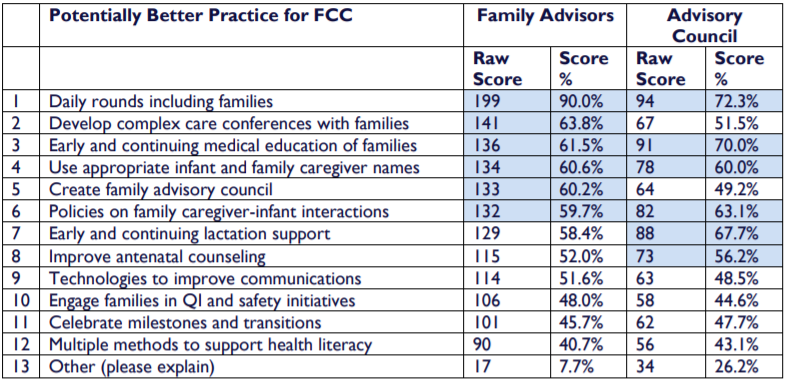 Potentially Better Practice for FCC Family Advisors Advisory Council
Raw Score Score % Raw Score Score %
1 Daily rounds including families 199 90.0% 94 72.3%
2 Develop complex care conferences with families 141 63.8% 67 51.5%
3 Early and continuing medical education of families 136 61.5% 91 70.0%
4 Use appropriate infant and family caregiver names 134 60.6% 78 60.0%
5 Create family advisory council 133 60.2% 64 49.2%
6 Policies on family caregiver-infant interactions 132 59.7% 82 63.1%
7 Early and continuing lactation support 129 58.4% 88 67.7%
8 Improve antenatal counseling 115 52.0% 73 56.2%
9 Technologies to improve communications 114 51.6% 63 48.5%
10 Engage families in QI and safety initiatives 106 48.0% 58 44.6%
11 Celebrate milestones and transitions 101 45.7% 62 47.7%
12 Multiple methods to support health literacy 90 40.7% 56 43.1%
13 Other (please explain) 17 7.7% 34 26.2%